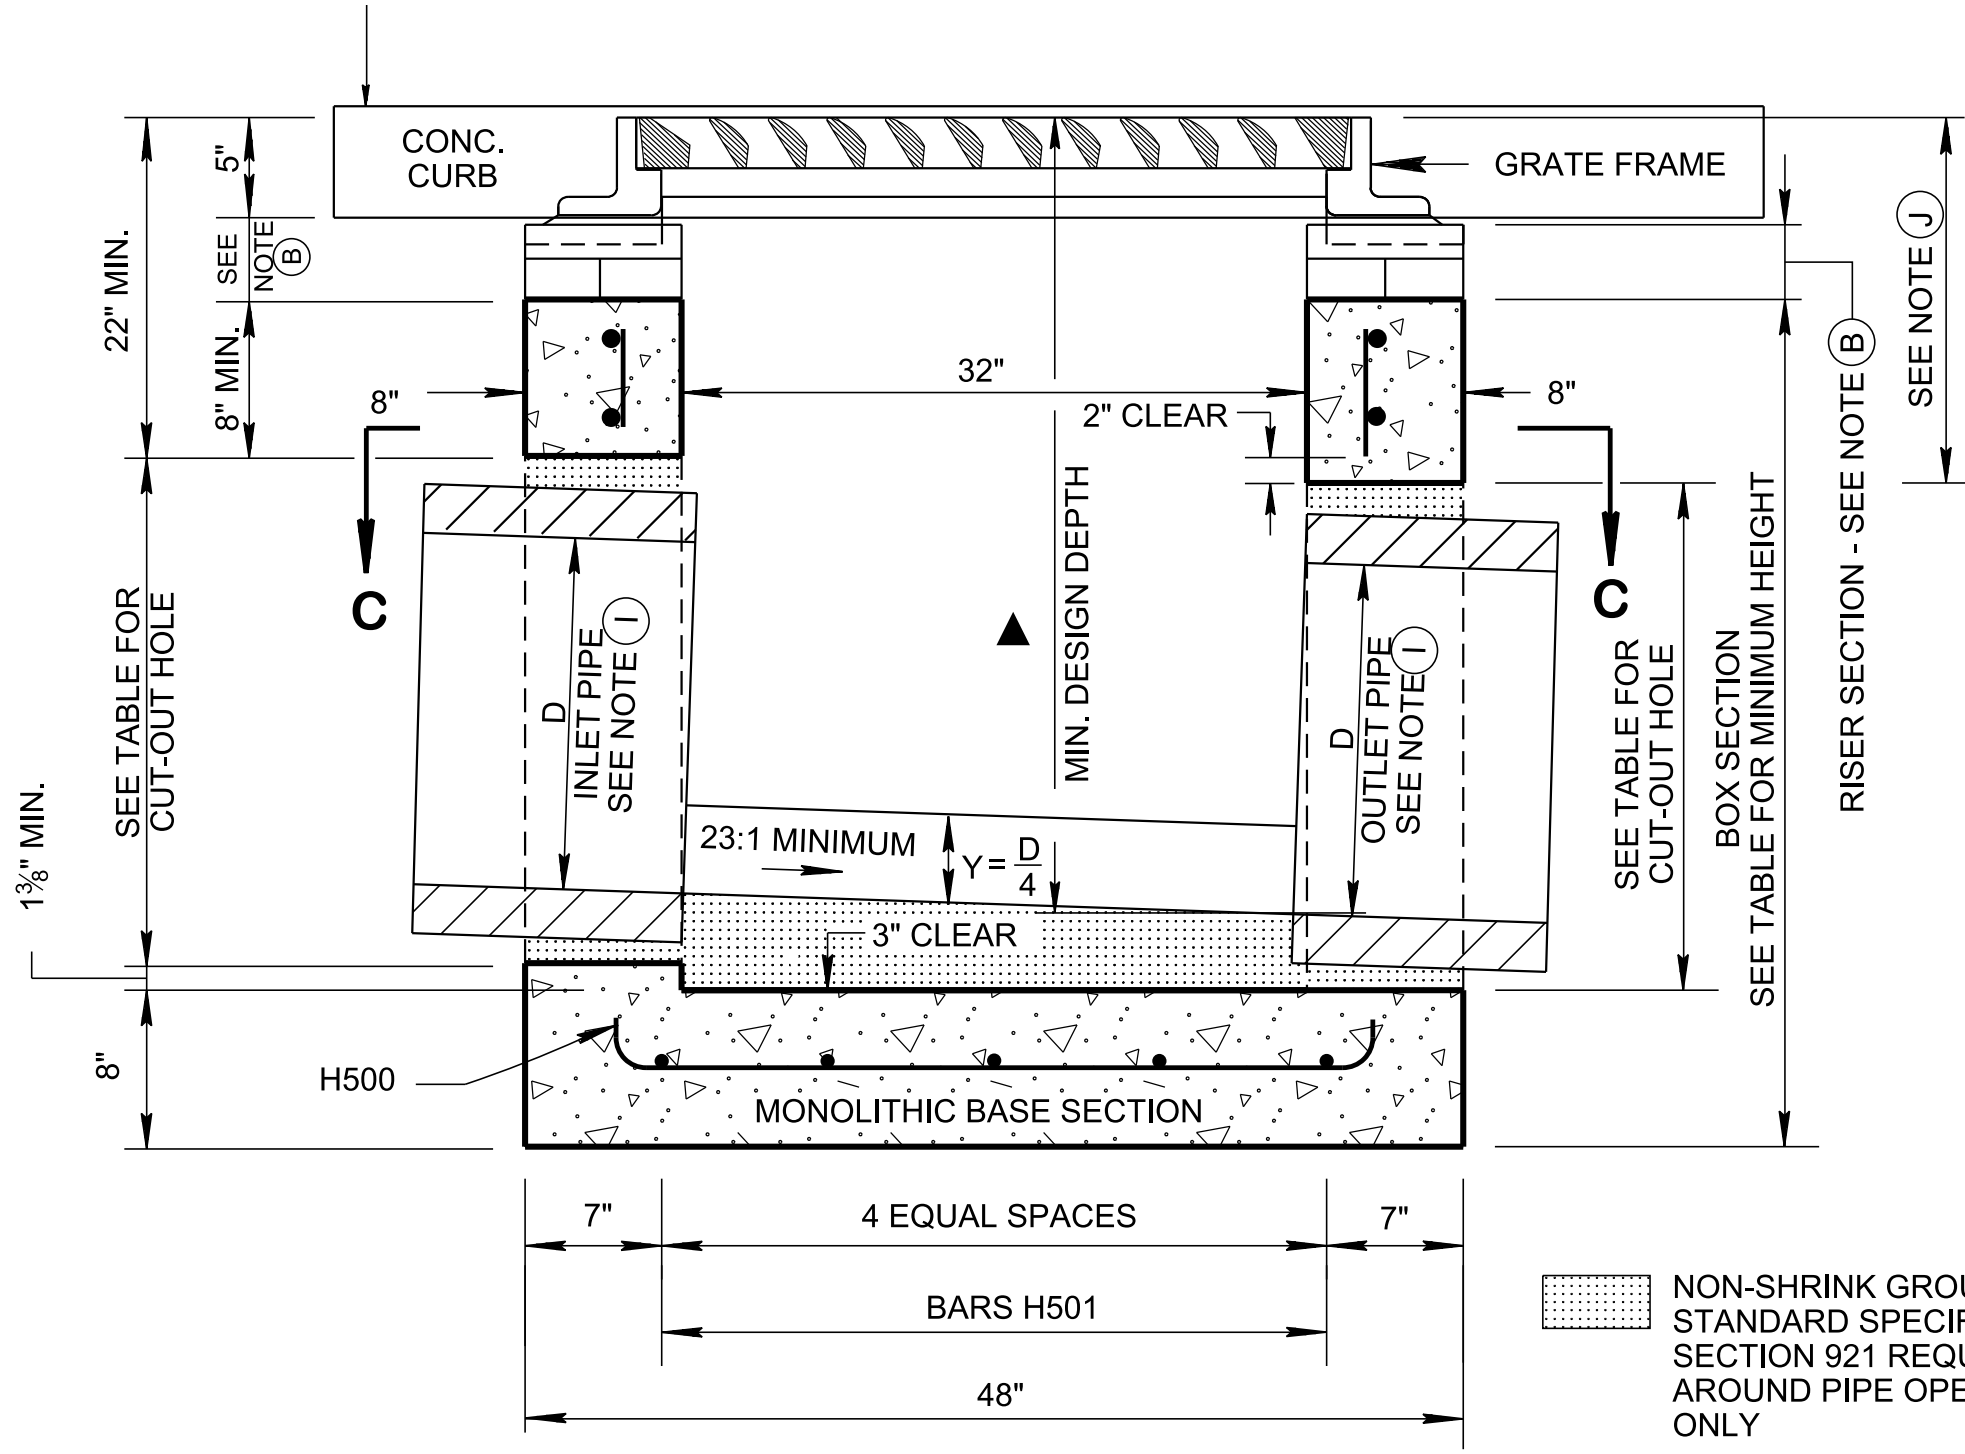 CONC.
CURB
GRATE FRAME
5"
SEE
NOTE
B
22" MIN.
8" MIN.
8"
32"
8"
2" CLEAR
SEE NOTE J
RISER SECTION - SEE NOTE B
C
C
MIN. DESIGN DEPTH
SEE TABLE FOR
CUT-OUT HOLE
D
INLET PIPE
SEE NOTE I
D
OUTLET PIPE
SEE NOTE I
SEE TABLE FOR
CUT-OUT HOLE
BOX SECTION
SEE TABLE FOR MINIMUM HEIGHT
1⅜" MIN.
23:1 MINIMUM
Y = D/4
3" CLEAR
8"
H500
MONOLITHIC BASE SECTION
7"
4 EQUAL SPACES
7"
BARS H501
48"
NON-SHRINK GROU
STANDARD SPECIF
SECTION 921 REQU
AROUND PIPE OPE
ONLY